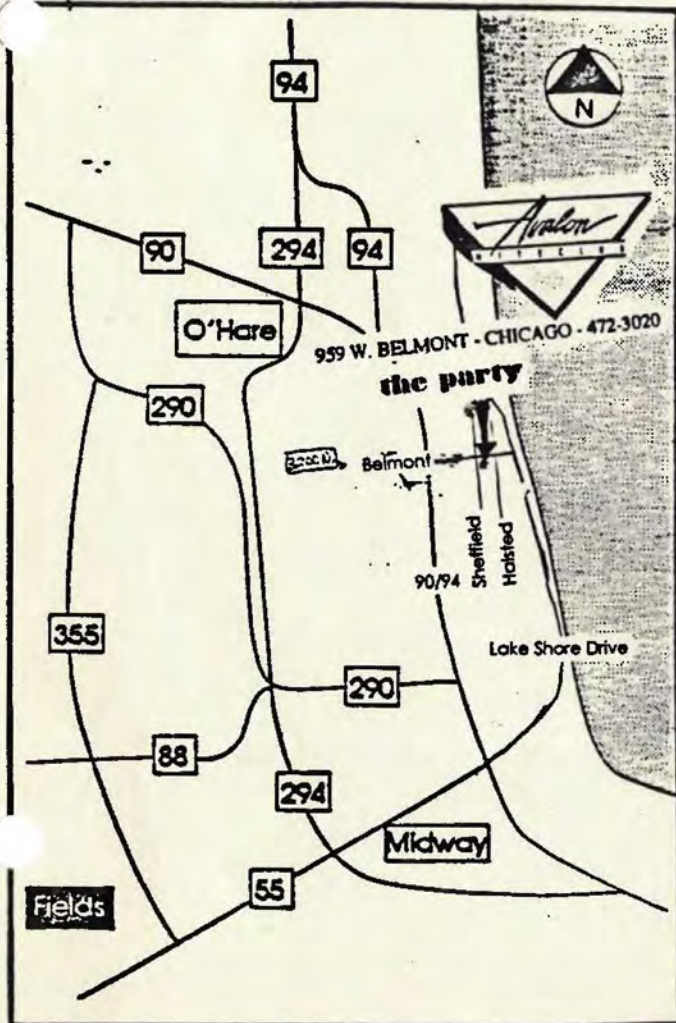 94
N
Avalon
NITECLUB
90
294
94
O'Hare
959 W. BELMONT - CHICAGO - 472-3020
the party
290
Belmont
Sheffield
Halsted
90/94
355
Lake Shore Drive
290
88
294
Midway
55
Fields